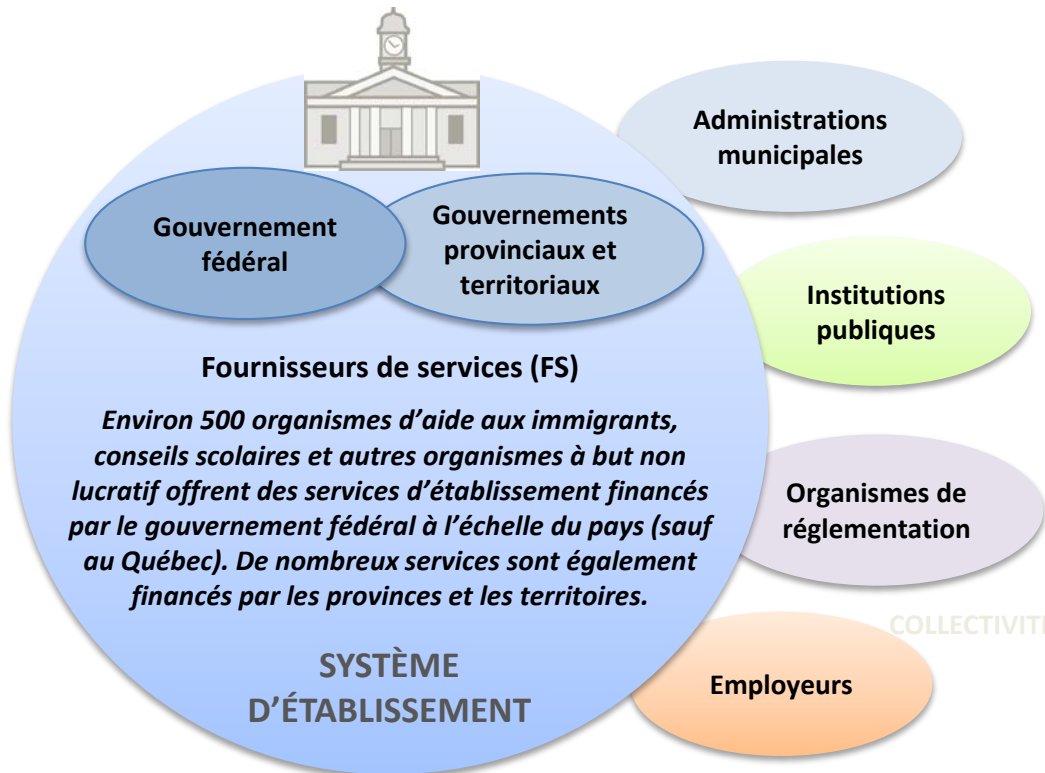 Administrations
municipales
Gouvernement
fédéral
Gouvernements
provinciaux et
territoriaux
Institutions
publiques
Fournisseurs de services (FS)
Environ 500 organismes d’aide aux immigrants,
conseils scolaires et autres organismes à but non
lucratif offrent des services d’établissement financés
par le gouvernement fédéral à l’échelle du pays (sauf
au Québec). De nombreux services sont également
financés par les provinces et les territoires.
Organismes de
réglementation
COLLECTIVIT
SYSTÈME
D’ÉTABLISSEMENT
Employeurs